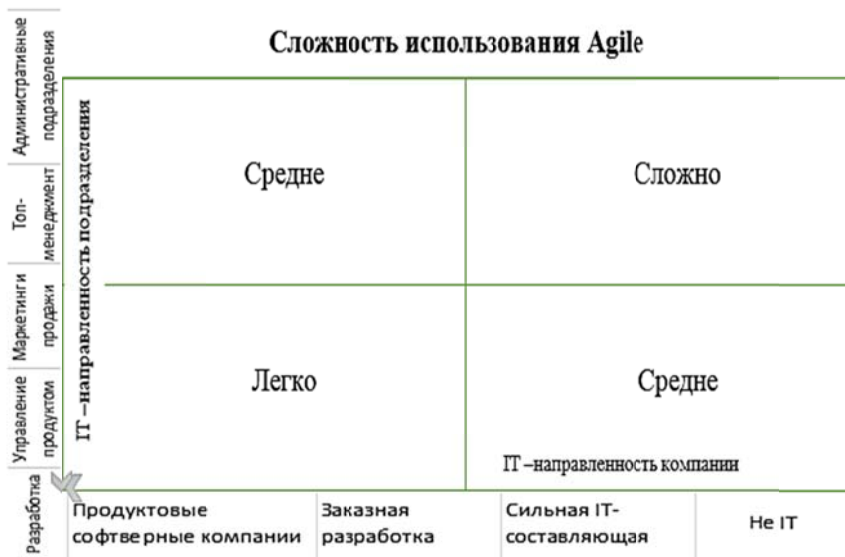 Сложность использования Agile
Административные
подразделения
Топ-
менеджмент
Маркетинги
продажи
Управление
продуктом
Разработка
IT –направленность подразделения
Средне
Сложно
Легко
Средне
IT –направленность компании
Продуктовые
софтверные компании
Заказная
разработка
Сильная IT-
составляющая
Не IT